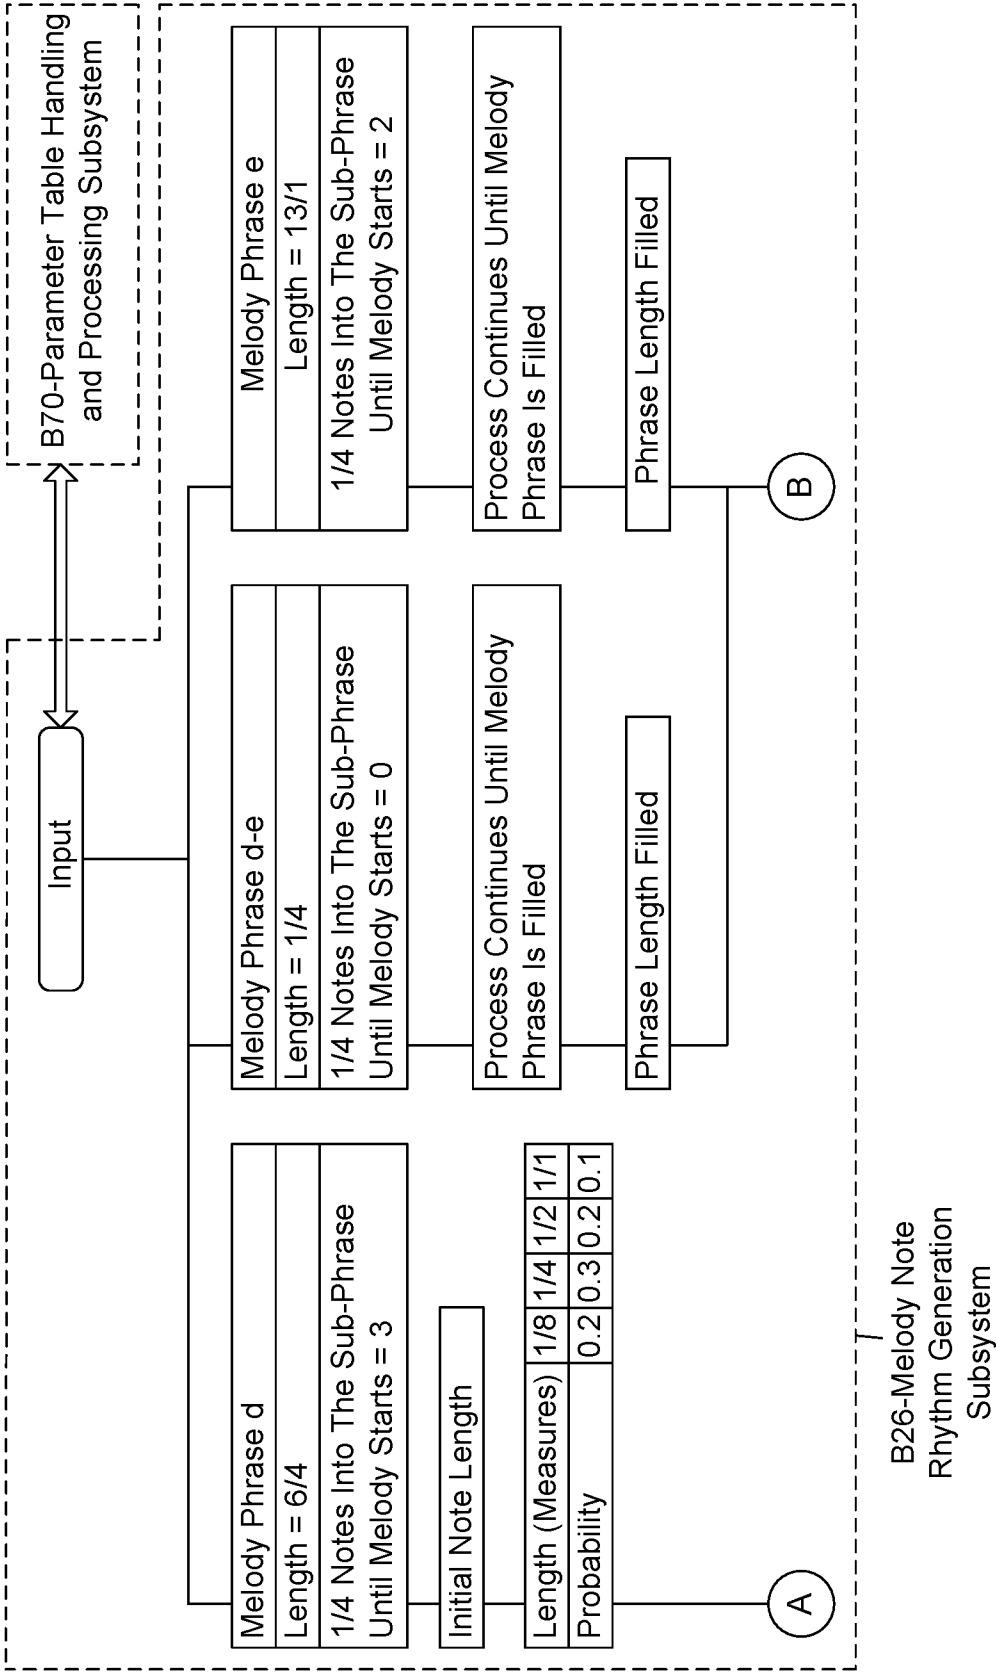 B70-Parameter Table Handling
and Processing Subsystem
Input
Melody Phrase d
Length = 6/4
1/4 Notes Into The Sub-Phrase
Until Melody Starts = 3
Initial Note Length
Length (Measures) 1/8 1/4 1/2 1/1
Probability 0.2 0.3 0.2 0.1
A
Melody Phrase d-e
Length = 1/4
1/4 Notes Into The Sub-Phrase
Until Melody Starts = 0
Process Continues Until Melody
Phrase Is Filled
Phrase Length Filled
Melody Phrase e
Length = 13/1
1/4 Notes Into The Sub-Phrase
Until Melody Starts = 2
Process Continues Until Melody
Phrase Is Filled
Phrase Length Filled
B
B26-Melody Note
Rhythm Generation
Subsystem